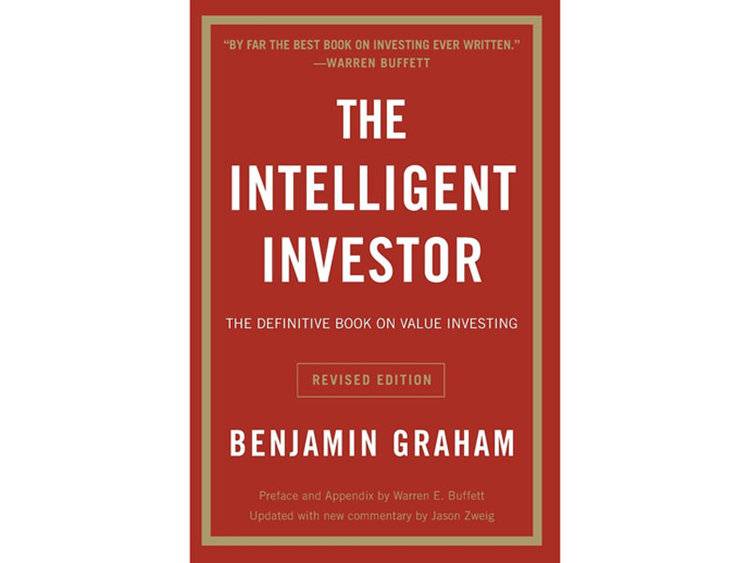 “BY FAR THE BEST BOOK ON INVESTING EVER WRITTEN.”
—WARREN BUFFETT
THE
INTELLIGENT
INVESTOR
THE DEFINITIVE BOOK ON VALUE INVESTING
REVISED EDITION
BENJAMIN GRAHAM
Preface and Appendix by Warren E. Buffett
Updated with new commentary by Jason Zweig